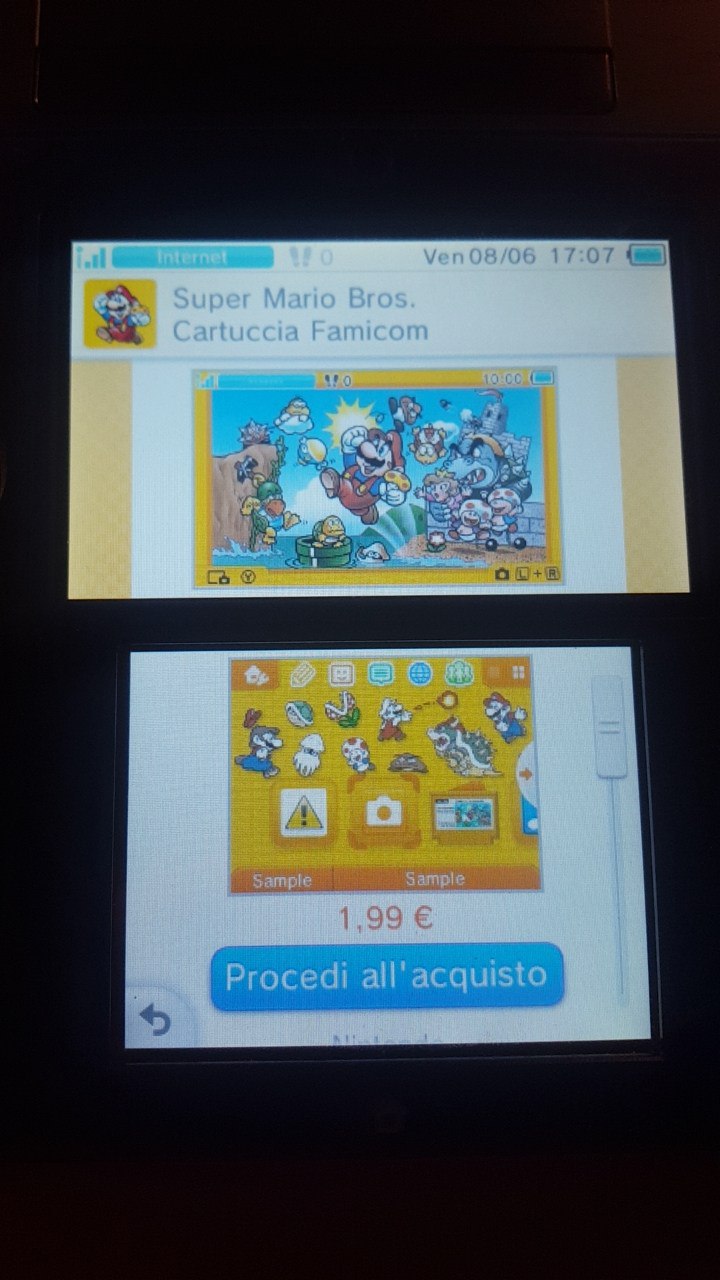 Internet
0
Ven 08/06 17:07
Super Mario Bros.
Cartuccia Famicom
0
10:00
Y
L + R
Sample
Sample
1,99 €
Procedi all'acquisto